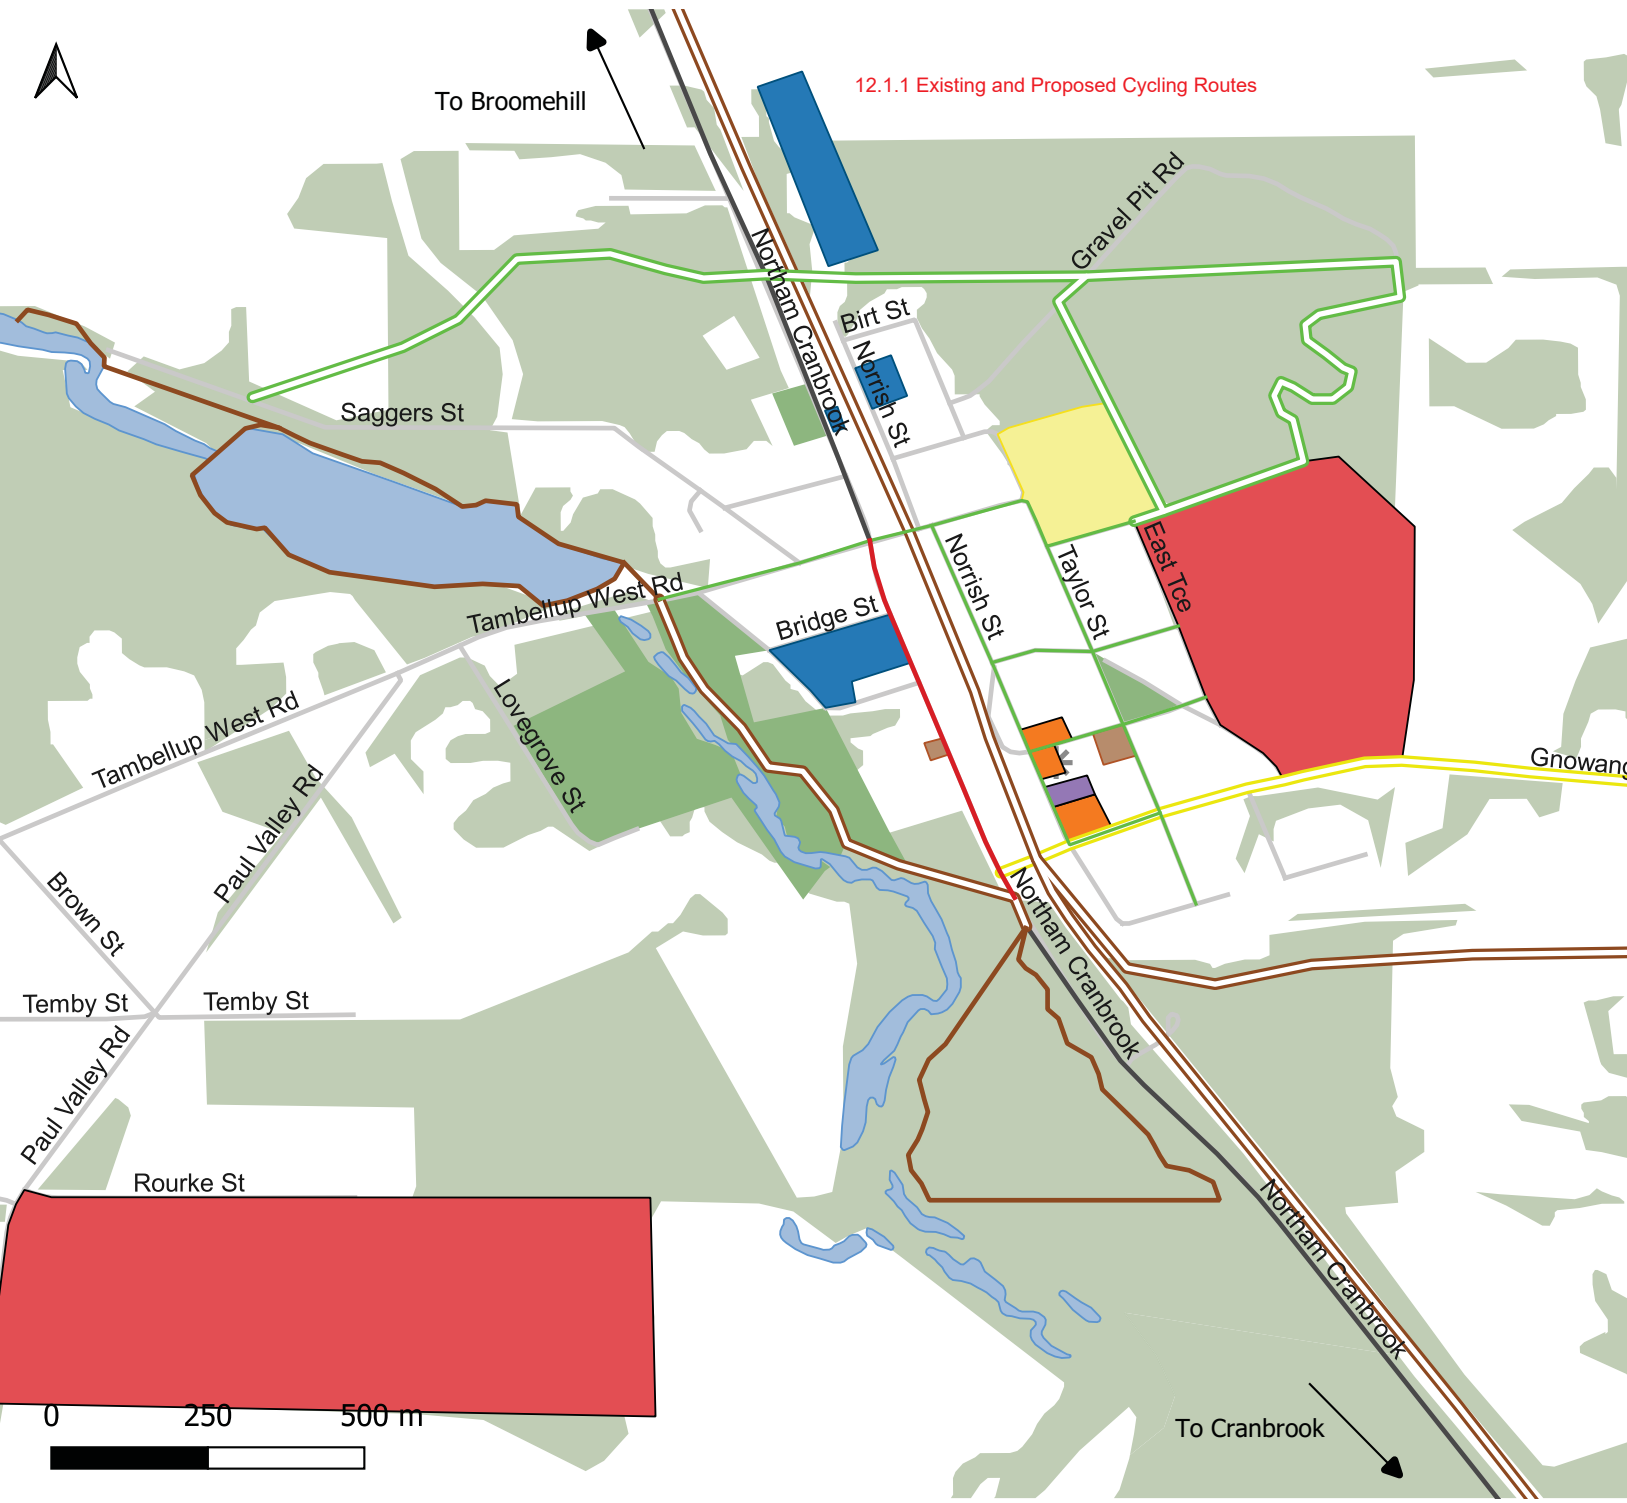 12.1.1 Existing and Proposed Cycling Routes
To Broomehill
Gravel Pit Rd
Northam Cranbrook
Birt St
Norrish St
Saggers St
East Tce
Norrish St
Taylor St
Tambellup West Rd
Bridge St
Lovegrove St
Tambellup West Rd
Gnowang
Paul Valley Rd
Brown St
Northam Cranbrook
Temby St
Temby St
Paul Valley Rd
Rourke St
Northam Cranbrook
0 250 500 m
To Cranbrook